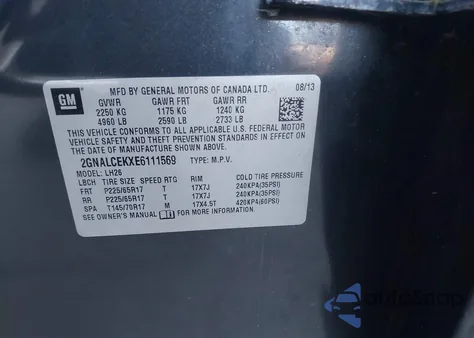 GM
MFD BY GENERAL MOTORS OF CANADA LTD. 08/13
GVWR GAWR FRT GAWR RR
2250 KG 1175 KG 1240 KG
4960 LB 2590 LB 2733 LB
THIS VEHICLE CONFORMS TO ALL APPLICABLE U.S. FEDERAL MOTOR
VEHICLE SAFETY STANDARDS IN EFFECT ON THE DATE OF
MANUFACTURE SHOWN ABOVE.
2GNALCEKXE6111569 TYPE: M.P.V.
MODEL: LH26
LBCH TIRE SIZE SPEED RTG RIM COLD TIRE PRESSURE
FRT P225/65R17 T 17X7J 240KPA(35PSI)
RR P225/65R17 T 17X7J 240KPA(35PSI)
SPA T145/70R17 M 17X4.5T 420KPA(60PSI)
SEE OWNER'S MANUAL FOR MORE INFORMATION.
autosnap